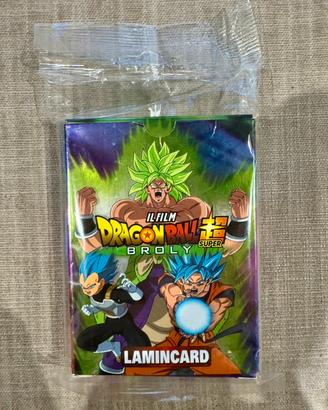 IL FILM
DRAGON BALL 超
SUPER
BROLY
LAMINCARD